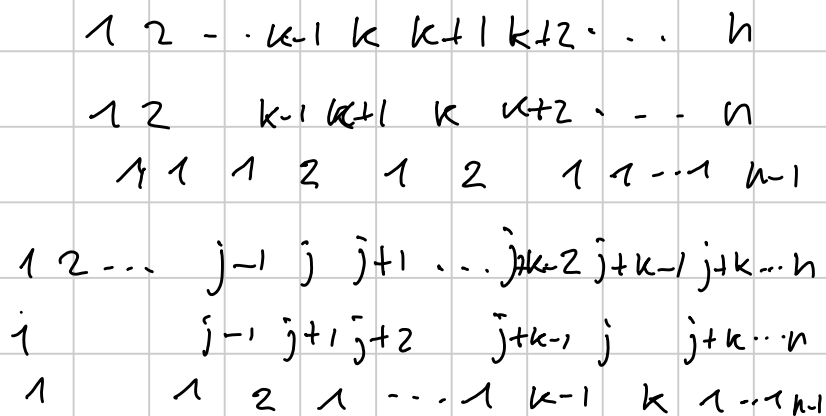 1 2 - . . k-1 k k+1 k+2 . . . n
1 2 k-1 k+1 k k+2 . - - n
1 1 1 2 1 2 1 1 - .. 1 n-1
1 2 - - - j-1 j j+1 . . . j+k-2 j+k-1 j+k ... n
1 j-1 j+1 j+2 j+k-1 j j+k ... n
1 1 2 1 - - - . 1 k-1 k 1 - .. 1 n-1